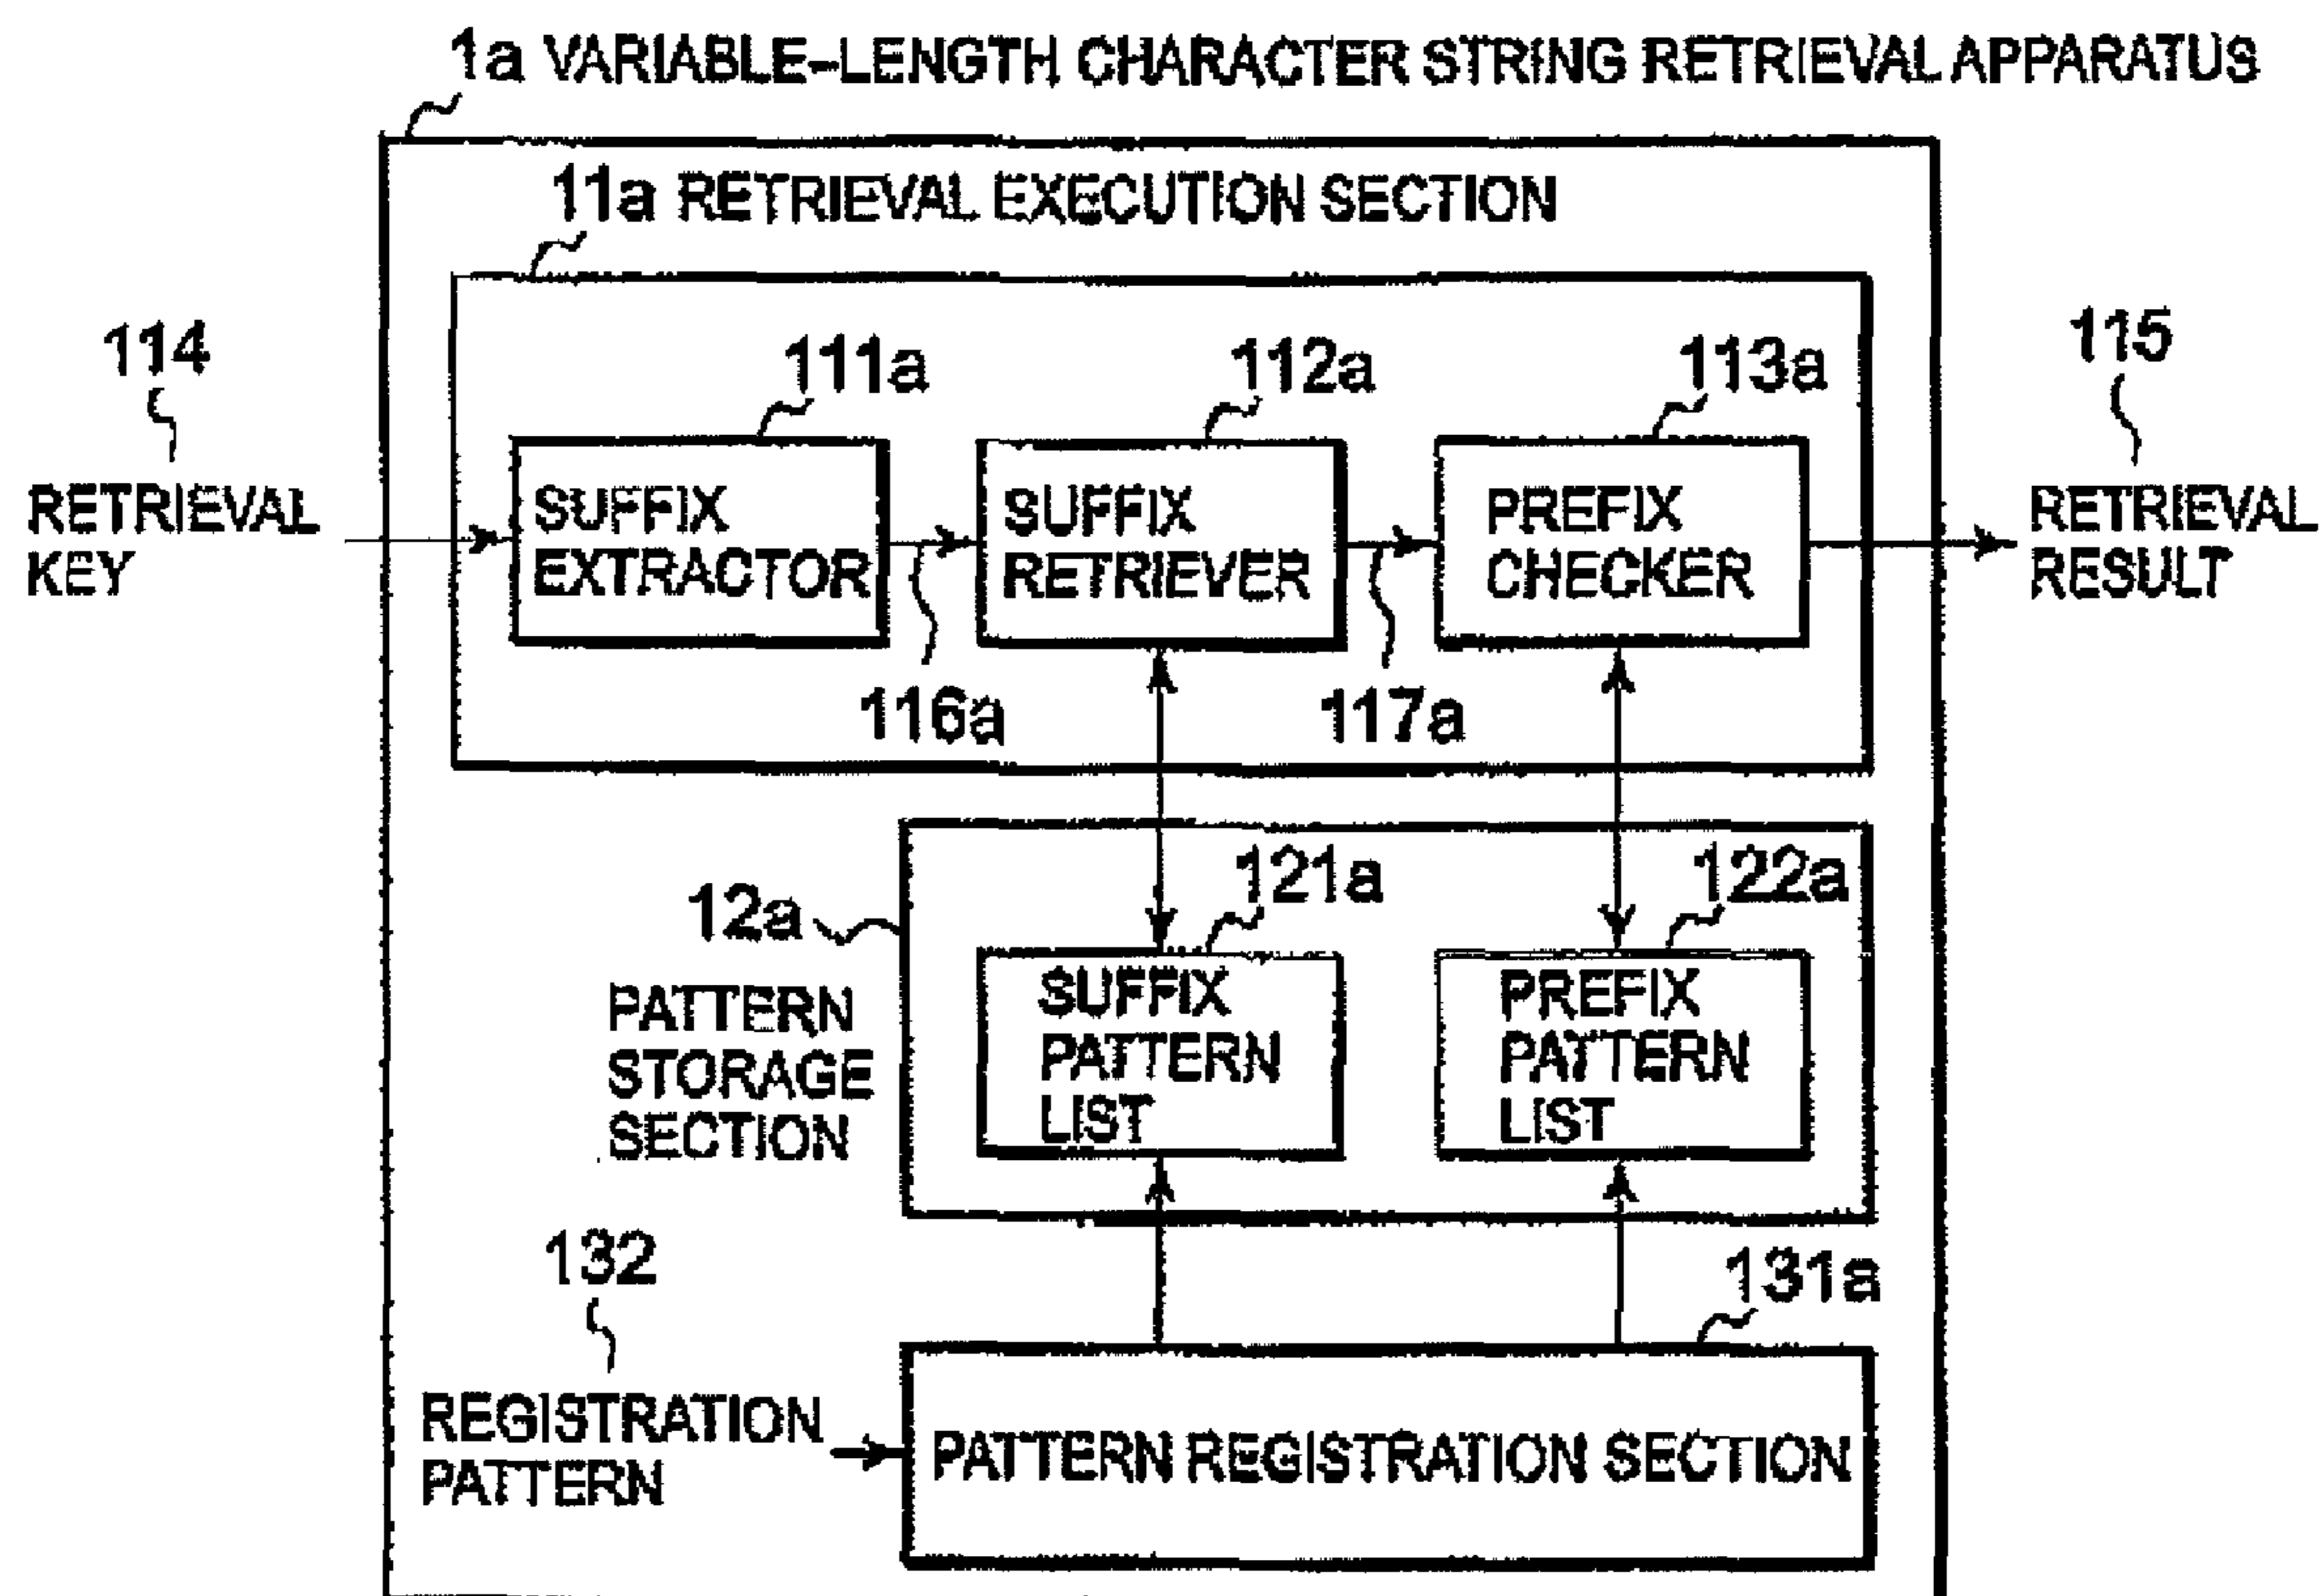 1a VARIABLE-LENGTH CHARACTER STRING RETRIEVAL APPARATUS
11a RETRIEVAL EXECUTION SECTION
114
RETRIEVAL
KEY
111a
SUFFIX
EXTRACTOR
116a
112a
SUFFIX
RETRIEVER
117a
113a
PREFIX
CHECKER
115
RETRIEVAL
RESULT
12a
PATTERN
STORAGE
SECTION
121a
SUFFIX
PATTERN
LIST
122a
PREFIX
PATTERN
LIST
132
REGISTRATION
PATTERN
131a
PATTERN REGISTRATION SECTION